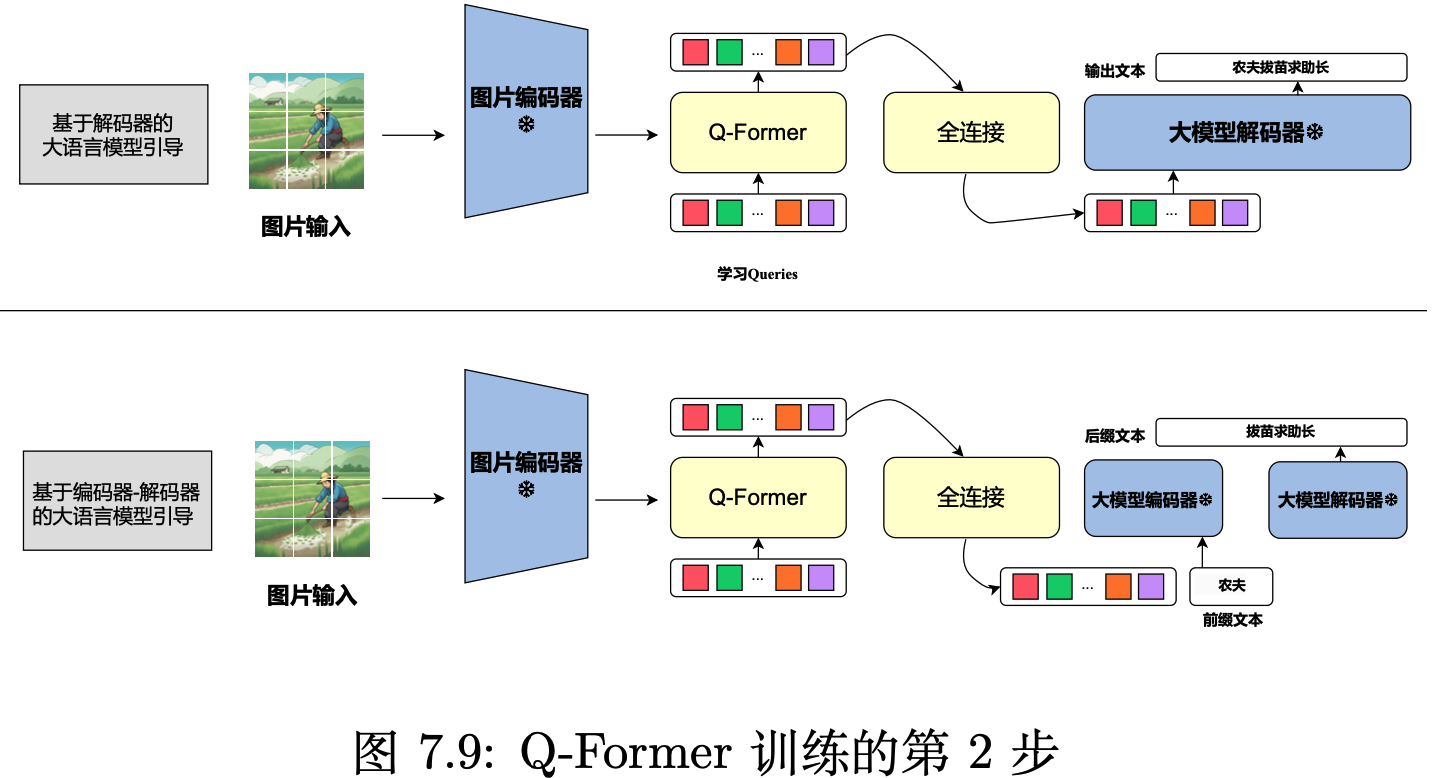 基于解码器的
大语言模型引导
图片输入
图片编码器
❄
Q-Former
...
...
学习Queries
全连接
输出文本
农夫拔苗求助长
大模型解码器❄
...
基于编码器-解码器
的大语言模型引导
图片输入
图片编码器
❄
...
Q-Former
...
全连接
...
后缀文本
拔苗求助长
大模型编码器❄
大模型解码器❄
农夫
前缀文本
图 7.9: Q-Former 训练的第 2 步